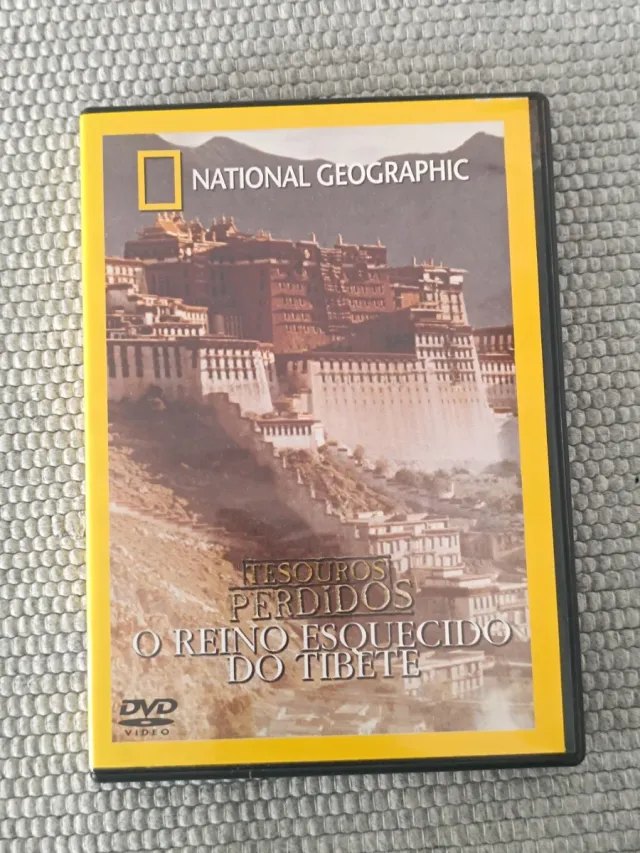 NATIONAL GEOGRAPHIC
TESOUROS
PERDIDOS
O REINO ESQUECIDO
DO TIBETE
DVD
VIDEO